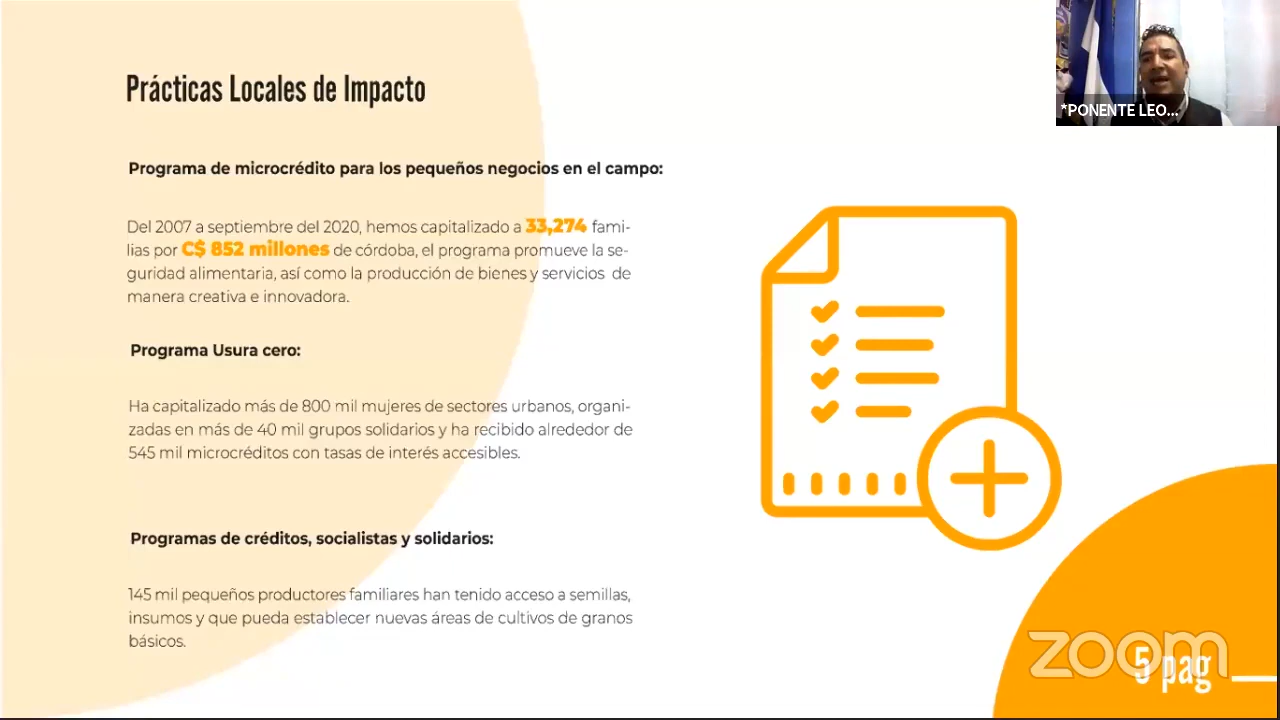 Prácticas Locales de Impacto
*PONENTE LEO...
Programa de microcrédito para los pequeños negocios en el campo:
Del 2007 a septiembre del 2020, hemos capitalizado a 33,274 fami-
lias por C$ 852 millones de córdoba, el programa promueve la se-
guridad alimentaria, así como la producción de bienes y servicios de
manera creativa e innovadora.
Programa Usura cero:
Ha capitalizado más de 800 mil mujeres de sectores urbanos, organi-
zadas en más de 40 mil grupos solidarios y ha recibido alrededor de
545 mil microcréditos con tasas de interés accesibles.
Programas de créditos, socialistas y solidarios:
145 mil pequeños productores familiares han tenido acceso a semillas,
insumos y que pueda establecer nuevas áreas de cultivos de granos
básicos.
zoom
5 pag